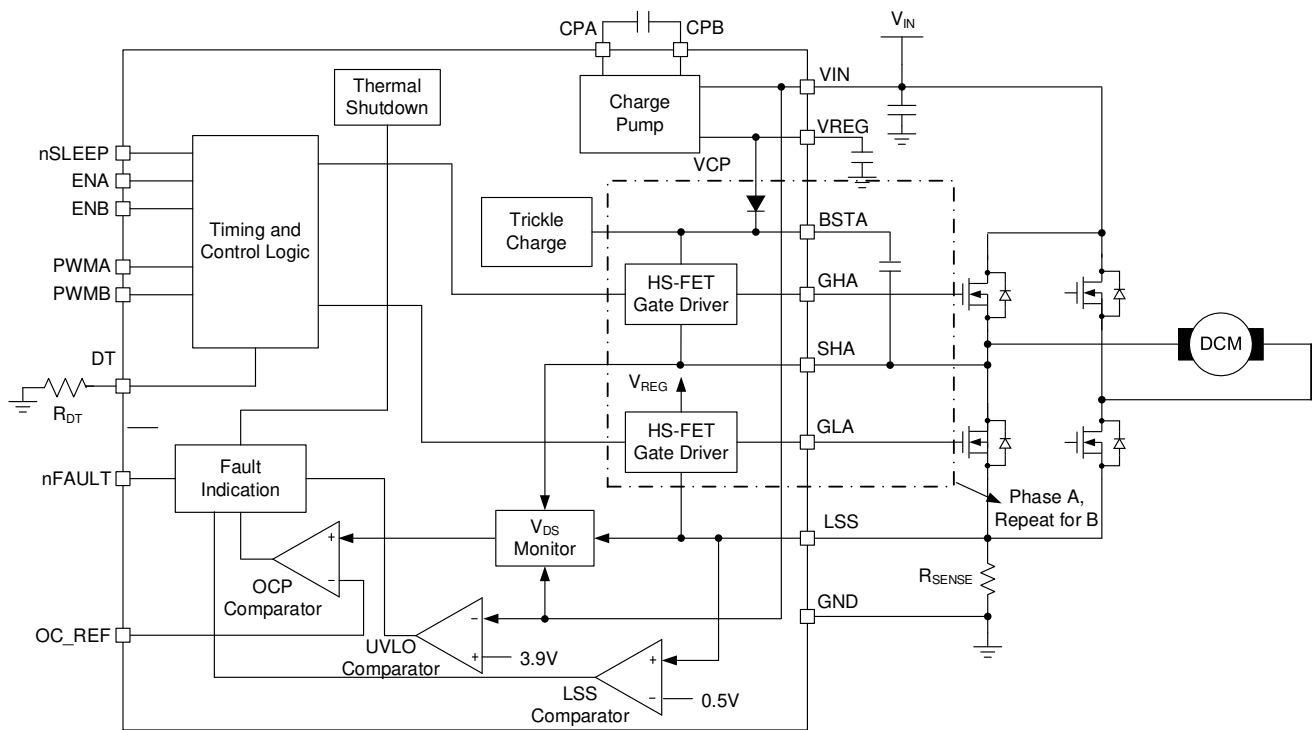 CPA
CPB
VIN
Thermal
Shutdown
Charge
Pump
VIN
VREG
VCP
nSLEEP
ENA
ENB
PWMA
PWMB
Timing and
Control Logic
Trickle
Charge
BSTA
HS-FET
Gate Driver
GHA
SHA
DCM
DT
RDT
VREG
HS-FET
Gate Driver
GLA
nFAULT
Fault
Indication
Phase A,
Repeat for B
VDS
Monitor
LSS
+
−
OCP
Comparator
RSENSE
GND
OC_REF
−
+
UVLO
Comparator
3.9V
+
−
LSS
Comparator
0.5V